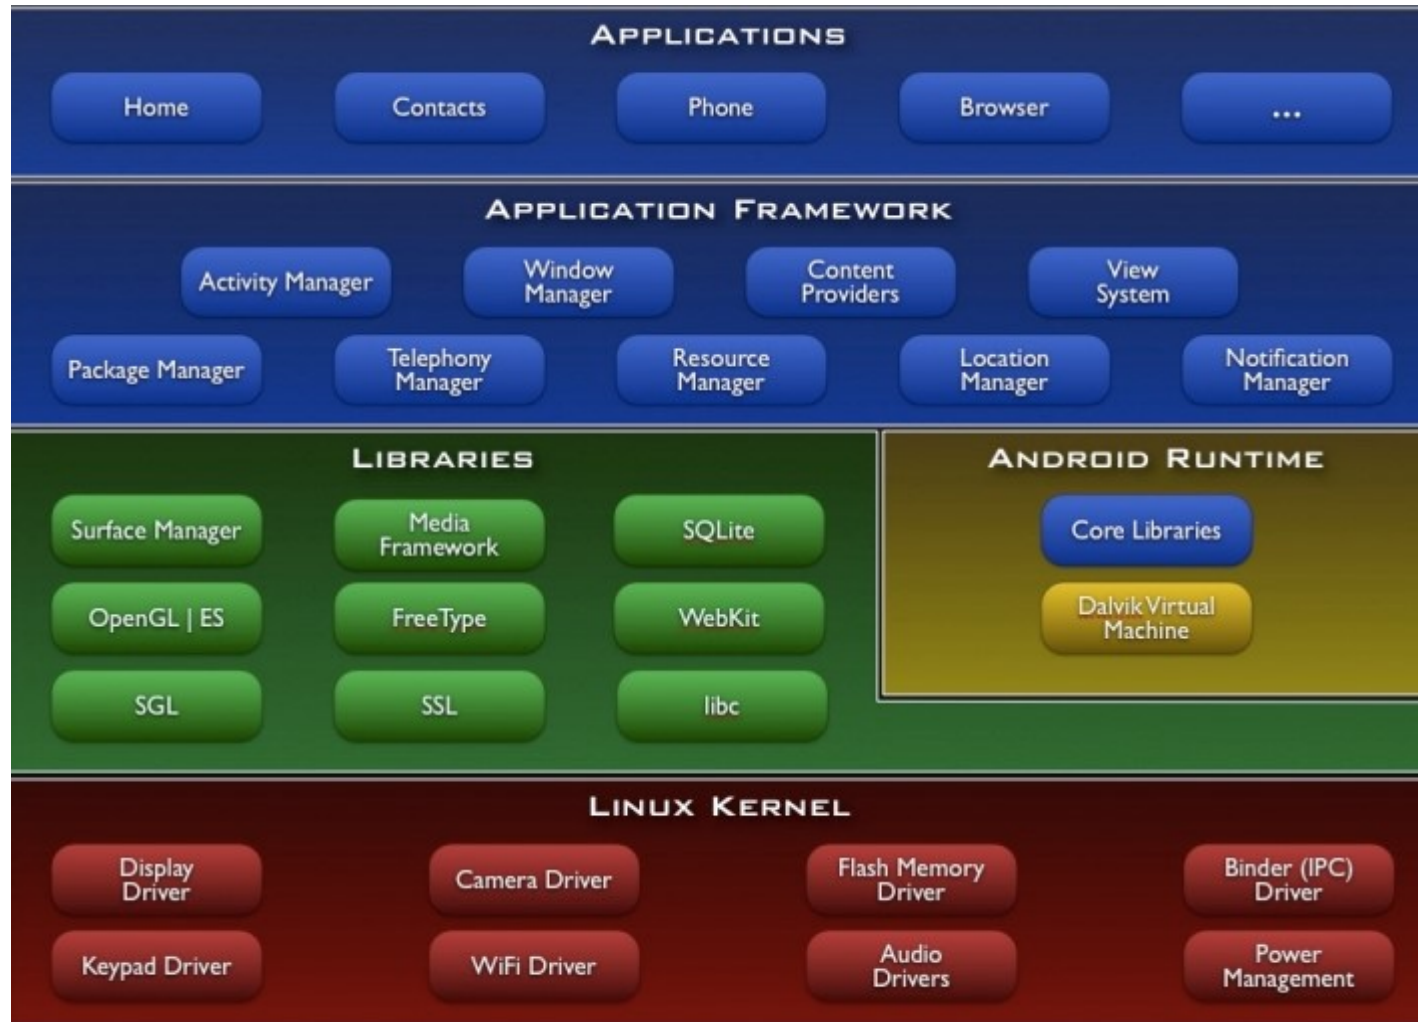 APPLICATIONS
Home
Contacts
Phone
Browser
...
APPLICATION FRAMEWORK
Activity Manager
Window
Manager
Content
Providers
View
System
Package Manager
Telephony
Manager
Resource
Manager
Location
Manager
Notification
Manager
LIBRARIES
Surface Manager
Media
Framework
SQLite
OpenGL | ES
FreeType
WebKit
SGL
SSL
libc
ANDROID RUNTIME
Core Libraries
Dalvik Virtual
Machine
LINUX KERNEL
Display
Driver
Camera Driver
Flash Memory
Driver
Binder (IPC)
Driver
Keypad Driver
WiFi Driver
Audio
Drivers
Power
Management